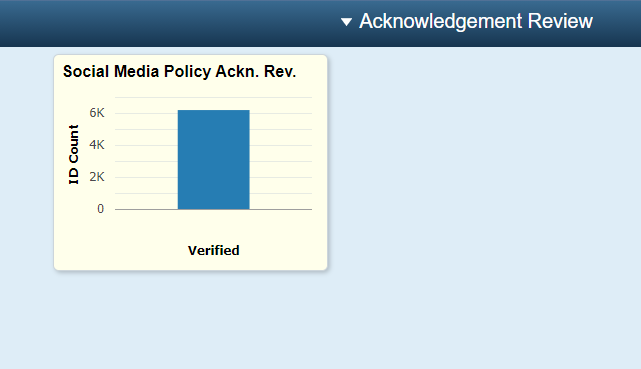 Acknowledgement Review
Social Media Policy Ackn. Rev.
6K
4K
2K
0
ID Count
Verified